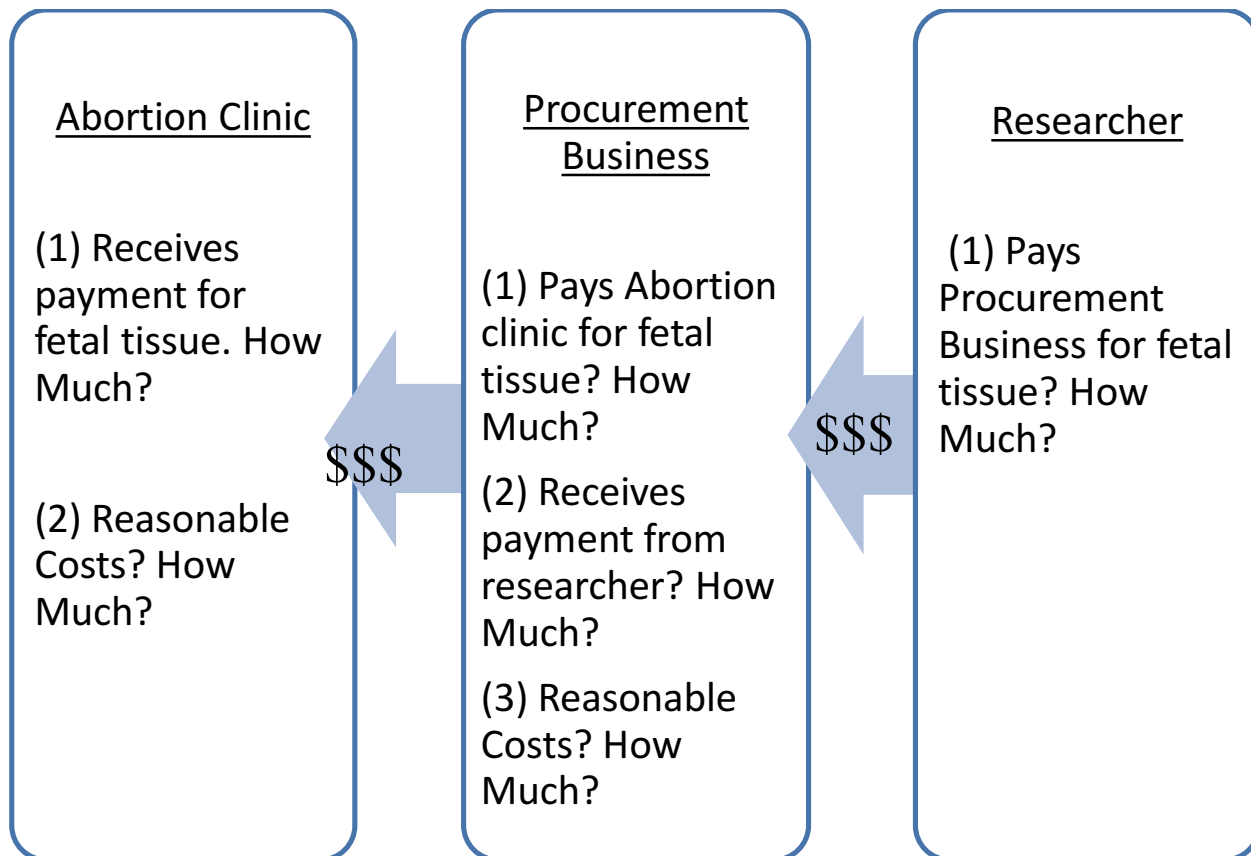 Abortion Clinic
(1) Receives
payment for
fetal tissue. How
Much?
(2) Reasonable
Costs? How
Much?
$$$
Procurement
Business
(1) Pays Abortion
clinic for fetal
tissue? How
Much?
(2) Receives
payment from
researcher? How
Much?
(3) Reasonable
Costs? How
Much?
$$$
Researcher
(1) Pays
Procurement
Business for fetal
tissue? How
Much?